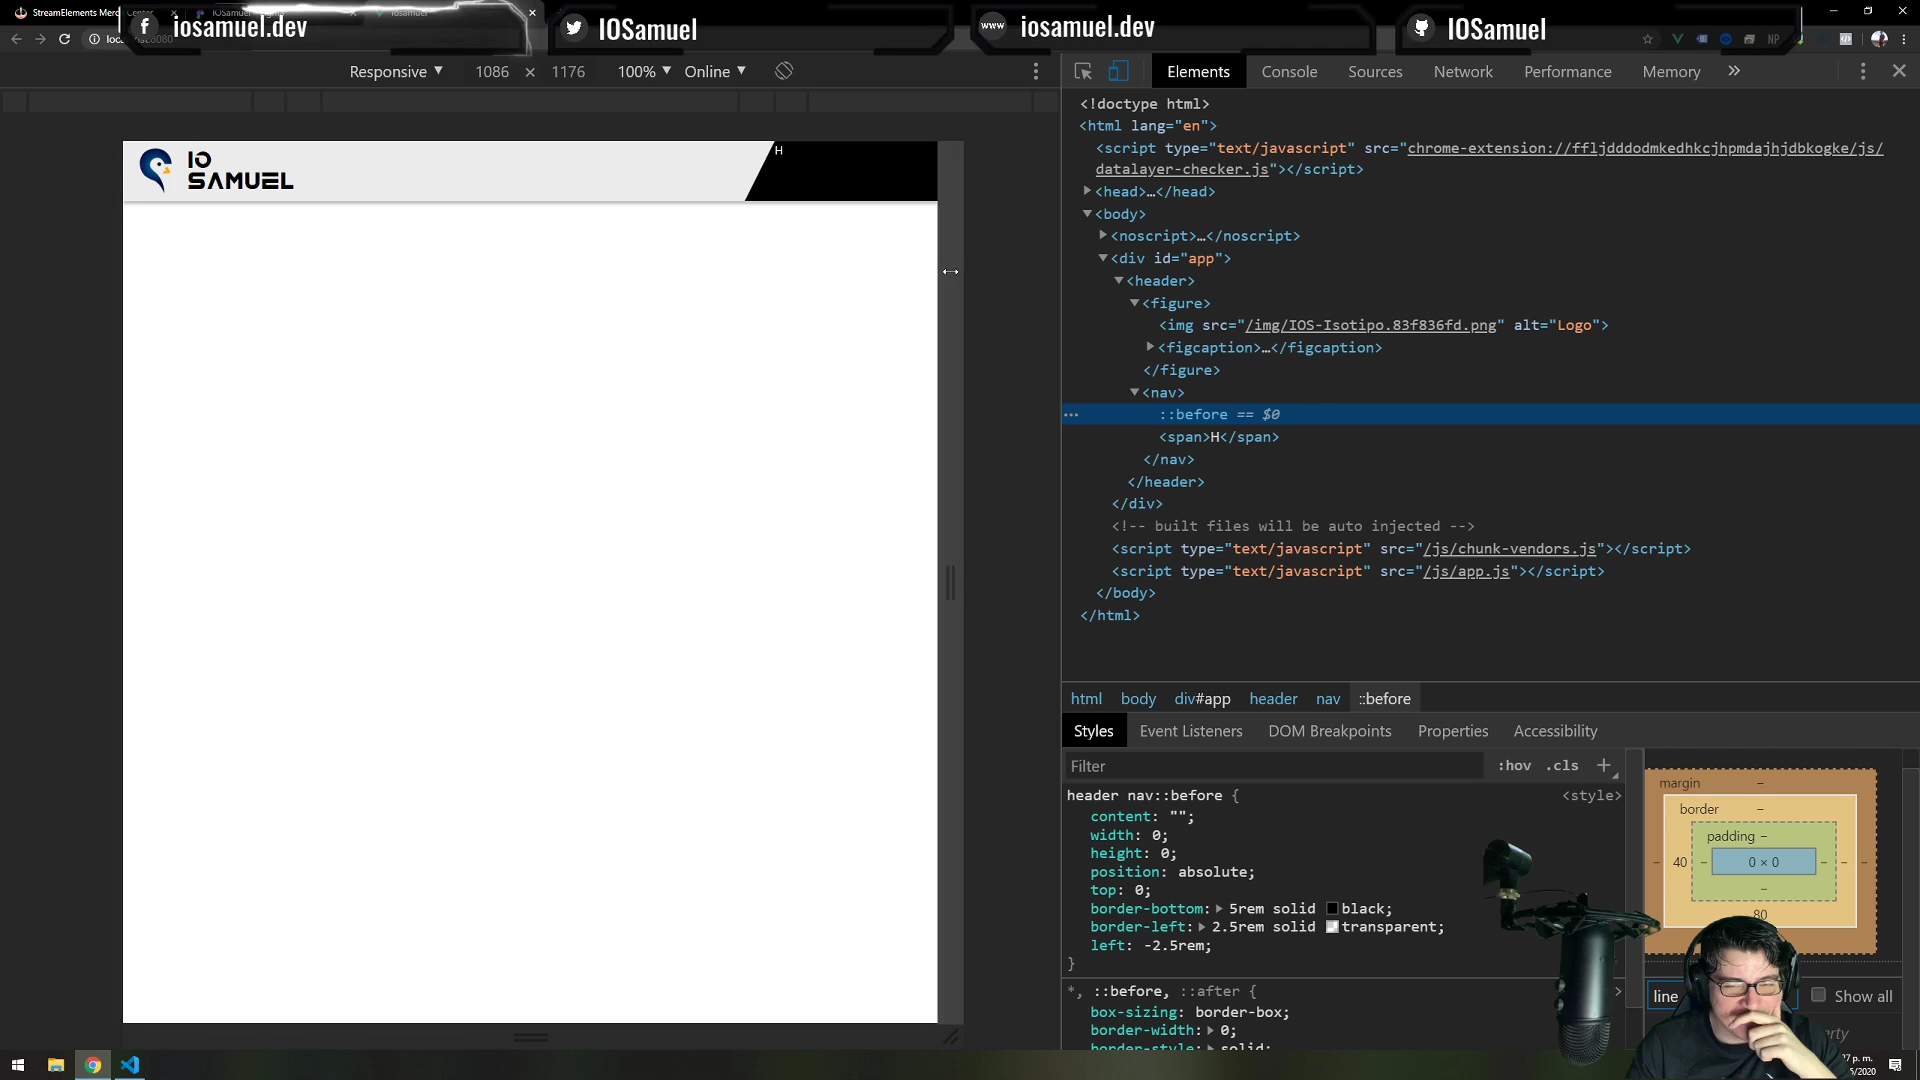 StreamElements Merc Center
iosamuel.dev
IOSamuel
iosamuel.dev
IOSamuel
NP
Responsive
1086 × 1176
100%
Online
Elements
Console
Sources
Network
Performance
Memory
IO
SAMUEL
H
<!doctype html>
<html lang="en">
<script type="text/javascript" src="chrome-extension://ffljdddodmkedhkcjhpmdajhjdbkogke/js/
datalayer-checker.js"></script>
<head>…</head>
<body>
<noscript>…</noscript>
<div id="app">
<header>
<figure>
<img src="/img/IOS-Isotipo.83f836fd.png" alt="Logo">
<figcaption>…</figcaption>
</figure>
<nav>
… ::before == $0
<span>H</span>
</nav>
</header>
</div>
<!-- built files will be auto injected -->
<script type="text/javascript" src="/js/chunk-vendors.js"></script>
<script type="text/javascript" src="/js/app.js"></script>
</body>
</html>
html body div#app header nav ::before
Styles Event Listeners DOM Breakpoints Properties Accessibility
Filter
:hov .cls +
header nav::before {
<style>
content: "";
width: 0;
height: 0;
position: absolute;
top: 0;
border-bottom: 5rem solid black;
border-left: 2.5rem solid transparent;
left: -2.5rem;
}
*, ::before, ::after {
box-sizing: border-box;
border-width: 0;
border-style: solid;
margin –
border –
padding –
– 40 – 0 × 0 – – –
–
80
line
Show all